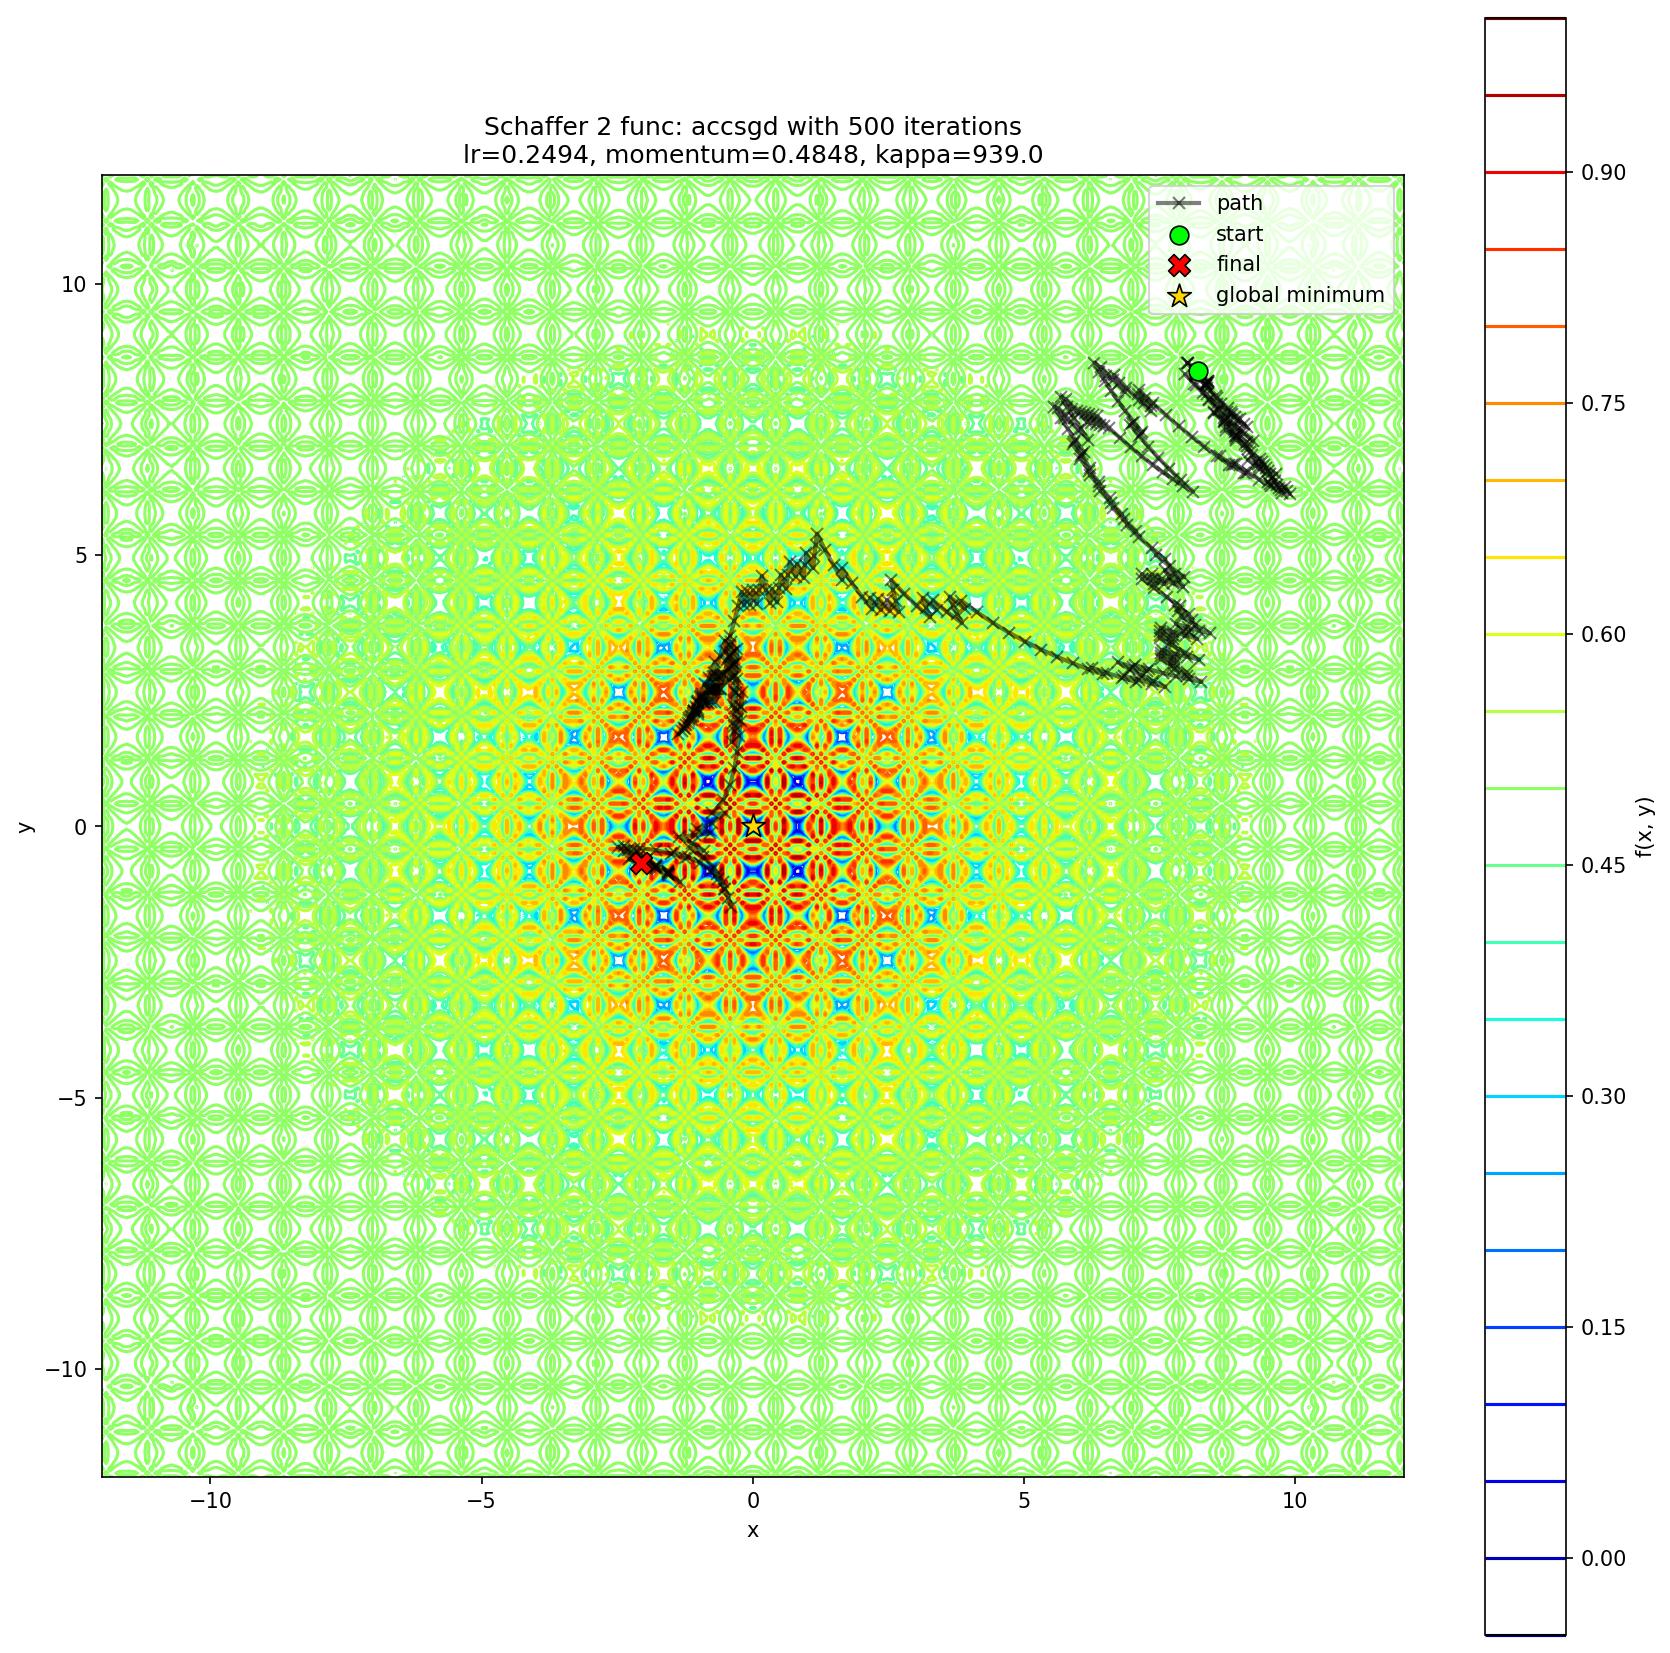 Schaffer 2 func: accsgd with 500 iterations
lr=0.2494, momentum=0.4848, kappa=939.0
path
start
final
global minimum
10
5
0
−5
−10
y
−10
−5
0
5
10
x
0.90
0.75
0.60
0.45
0.30
0.15
0.00
f(x, y)